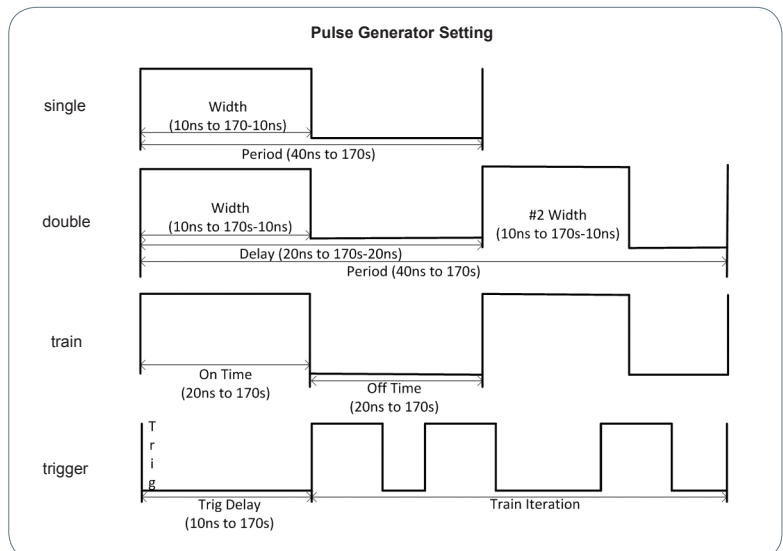 Pulse Generator Setting
single
Width
(10ns to 170-10ns)
Period (40ns to 170s)
double
Width
(10ns to 170s-10ns)
#2 Width
(10ns to 170s-10ns)
Delay (20ns to 170s-20ns)
Period (40ns to 170s)
train
On Time
(20ns to 170s)
Off Time
(20ns to 170s)
trigger
Trig
Trig Delay
(10ns to 170s)
Train Iteration